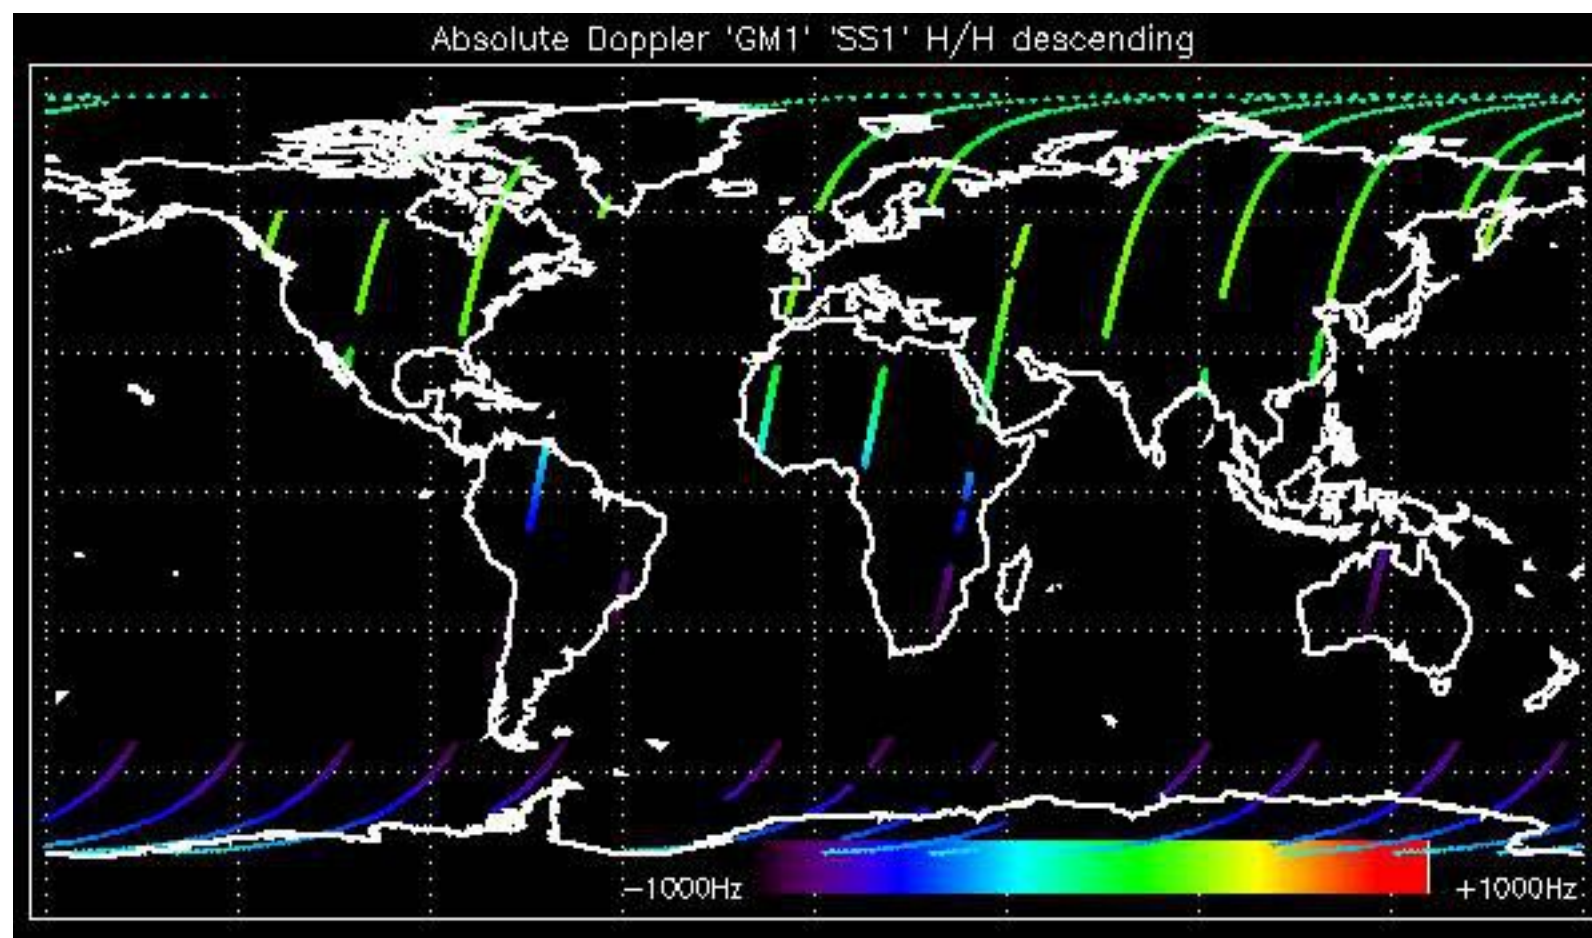 Absolute Doppler 'GM1' 'SS1' H/H descending
−1000Hz
+1000Hz